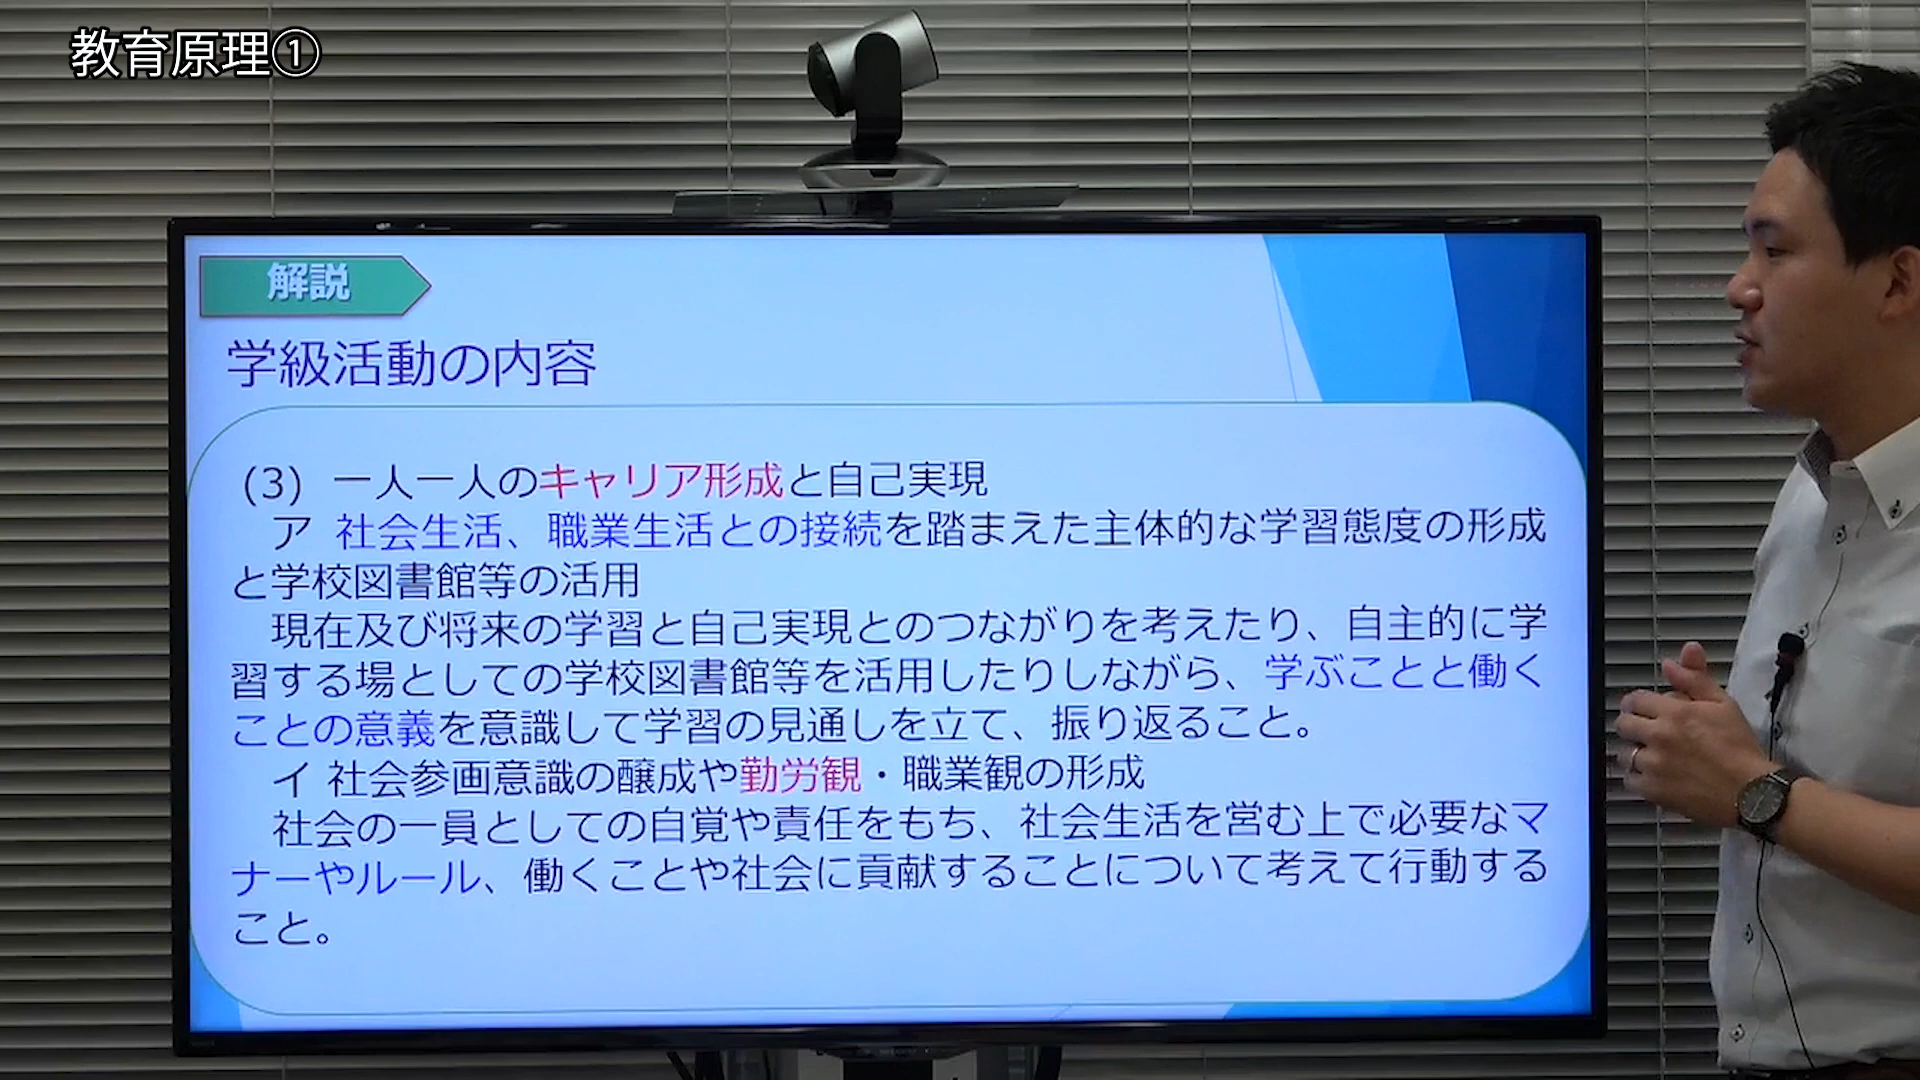 教育原理①
解説
学級活動の内容
(3) 一人一人のキャリア形成と自己実現
ア 社会生活、職業生活との接続を踏まえた主体的な学習態度の形成
と学校図書館等の活用
現在及び将来の学習と自己実現とのつながりを考えたり、自主的に学
習する場としての学校図書館等を活用したりしながら、学ぶことと働く
ことの意義を意識して学習の見通しを立て、振り返ること。
イ 社会参画意識の醸成や勤労観・職業観の形成
社会の一員としての自覚や責任をもち、社会生活を営む上で必要なマ
ナーやルール、働くことや社会に貢献することについて考えて行動する
こと。